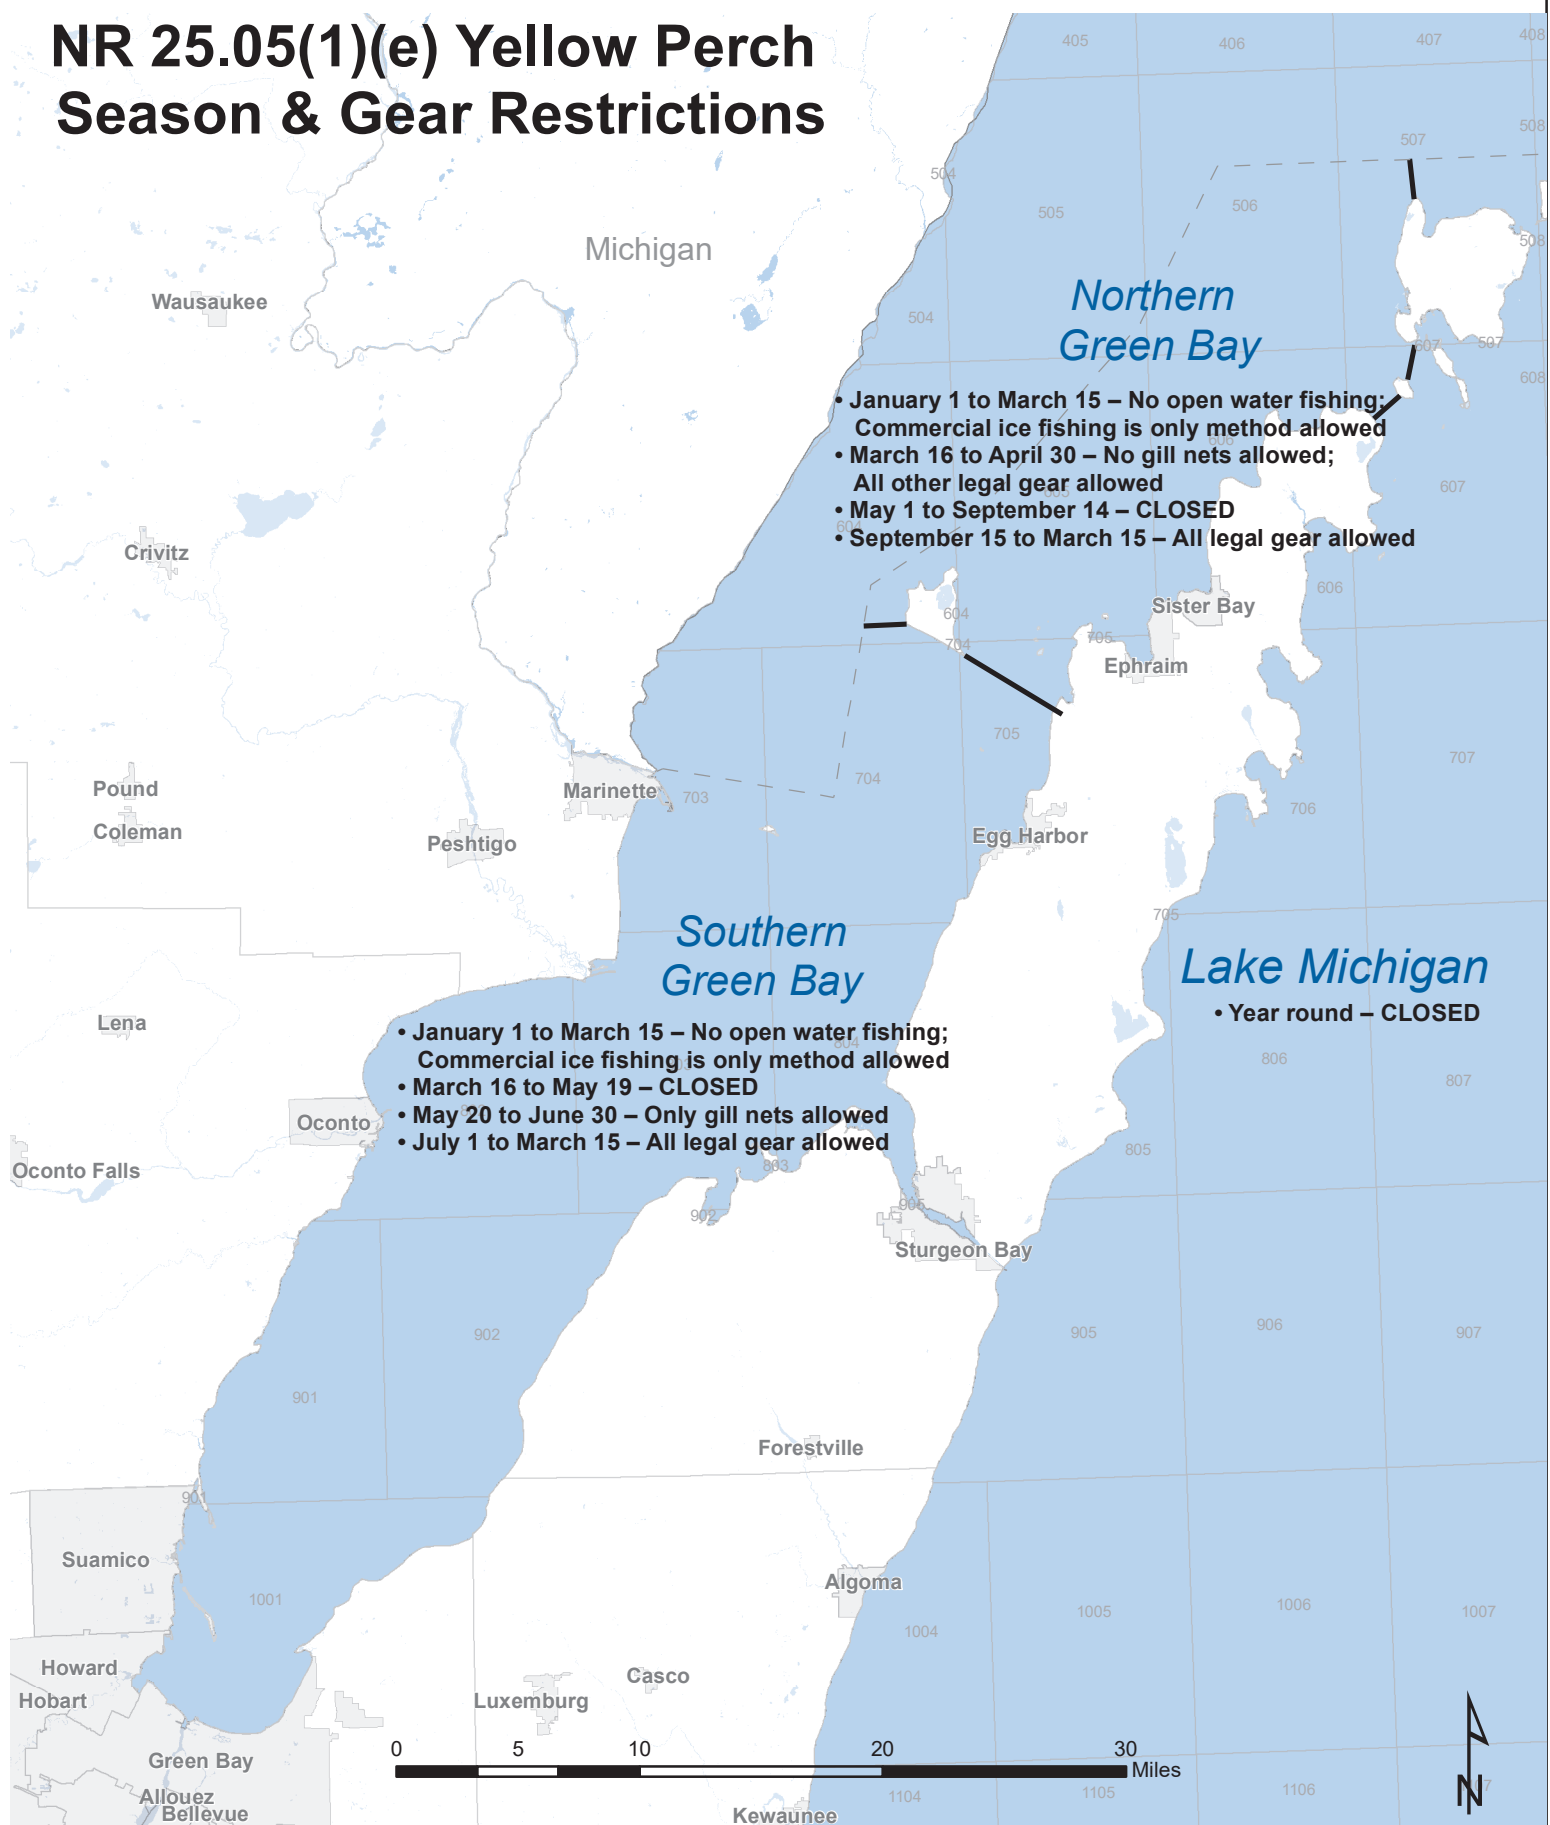 NR 25.05(1)(e) Yellow Perch
Season & Gear Restrictions
405
406
407
408
508
507
504
505
506
508
Michigan
Wausaukee
Northern
Green Bay
504
607
597
608
• January 1 to March 15 – No open water fishing;
Commercial ice fishing is only method allowed
• March 16 to April 30 – No gill nets allowed;
All other legal gear allowed
• May 1 to September 14 – CLOSED
• September 15 to March 15 – All legal gear allowed
606
605
607
604
Crivitz
606
Sister Bay
604
704
705
Ephraim
705
707
704
703
706
Pound
Marinette
Coleman
Peshtigo
Egg Harbor
705
Southern
Green Bay
Lake Michigan
• Year round – CLOSED
Lena
• January 1 to March 15 – No open water fishing;
Commercial ice fishing is only method allowed
• March 16 to May 19 – CLOSED
• May 20 to June 30 – Only gill nets allowed
• July 1 to March 15 – All legal gear allowed
804
806
807
Oconto
805
803
Oconto Falls
902
905
Sturgeon Bay
902
905
906
907
901
Forestville
901
Suamico
Algoma
1001
1004
1005
1006
1007
Howard
Casco
Hobart
Luxemburg
Green Bay
0 5 10 20 30
Miles
Allouez
Bellevue
1104
1105
1106
N
Kewaunee